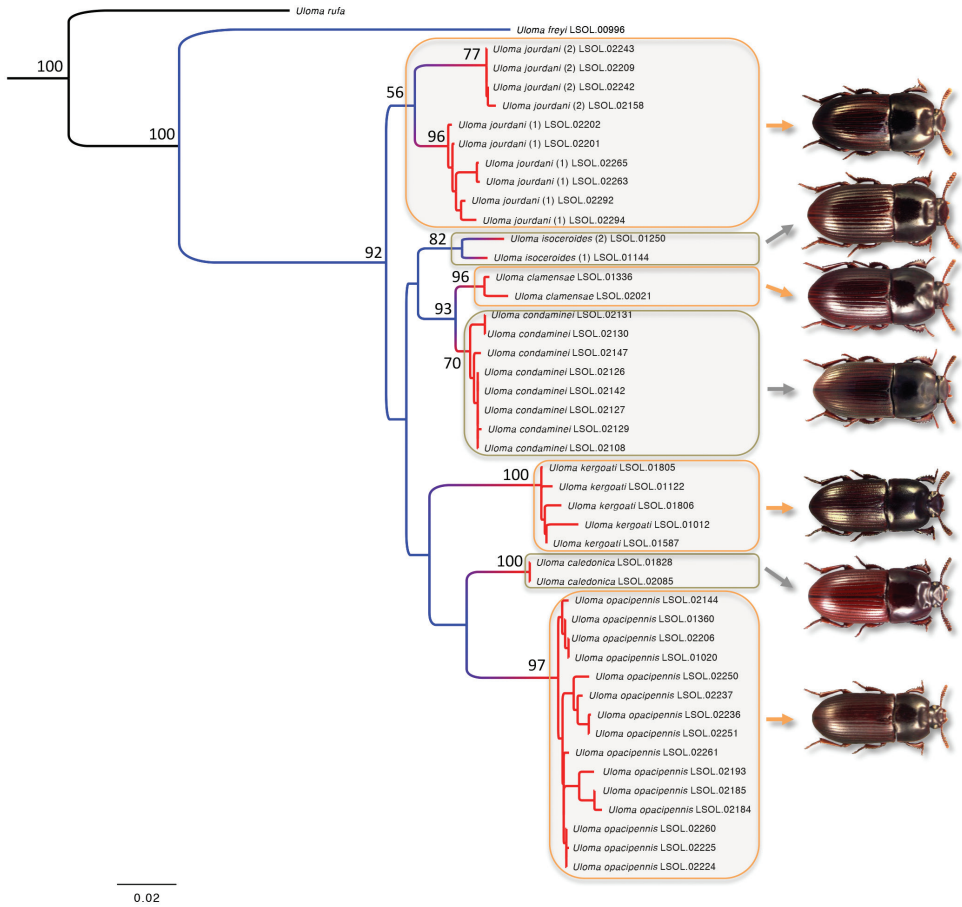 Uloma rufa
Uloma freyi LSOL.00996
Uloma jourdani (2) LSOL.02243
77
Uloma jourdani (2) LSOL.02209
100
56
Uloma jourdani (2) LSOL.02242
Uloma jourdani (2) LSOL.02158
100
Uloma jourdani (1) LSOL.02202
96
Uloma jourdani (1) LSOL.02201
Uloma jourdani (1) LSOL.02265
Uloma jourdani (1) LSOL.02263
Uloma jourdani (1) LSOL.02292
Uloma jourdani (1) LSOL.02294
92
82
Uloma isoceroides (2) LSOL.01250
Uloma isoceroides (1) LSOL.01144
96
Uloma clamensae LSOL.01336
Uloma clamensae LSOL.02021
93
Uloma condaminei LSOL.02131
Uloma condaminei LSOL.02130
70
Uloma condaminei LSOL.02147
Uloma condaminei LSOL.02126
Uloma condaminei LSOL.02142
Uloma condaminei LSOL.02127
Uloma condaminei LSOL.02129
Uloma condaminei LSOL.02108
Uloma kergoati LSOL.01805
100
Uloma kergoati LSOL.01122
Uloma kergoati LSOL.01806
Uloma kergoati LSOL.01012
Uloma kergoati LSOL.01587
100
Uloma caledonica LSOL.01828
Uloma caledonica LSOL.02085
Uloma opacipennis LSOL.02144
Uloma opacipennis LSOL.01360
Uloma opacipennis LSOL.02206
Uloma opacipennis LSOL.01020
97
Uloma opacipennis LSOL.02250
Uloma opacipennis LSOL.02237
Uloma opacipennis LSOL.02236
Uloma opacipennis LSOL.02251
Uloma opacipennis LSOL.02261
Uloma opacipennis LSOL.02193
Uloma opacipennis LSOL.02185
Uloma opacipennis LSOL.02184
Uloma opacipennis LSOL.02260
Uloma opacipennis LSOL.02225
Uloma opacipennis LSOL.02224
0.02